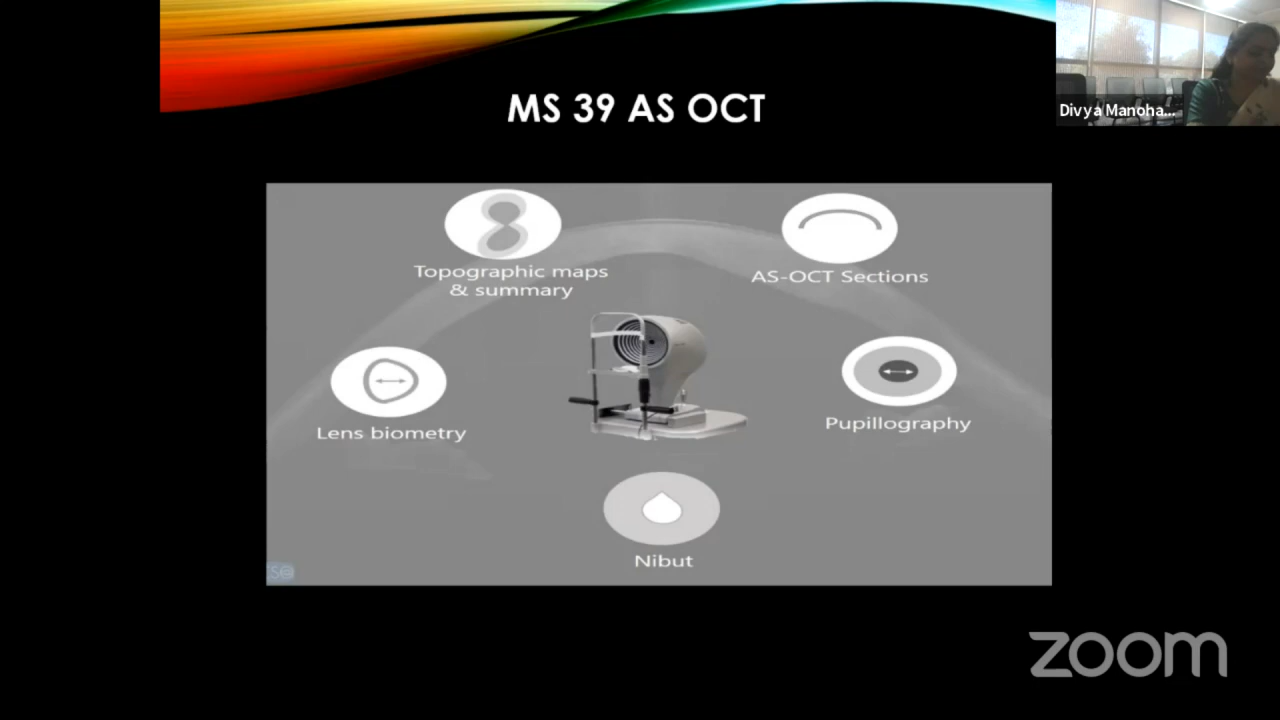 MS 39 AS OCT
Divya Manoha...
Topographic maps
& summary
AS-OCT Sections
Lens biometry
Pupillography
Nibut
zoom